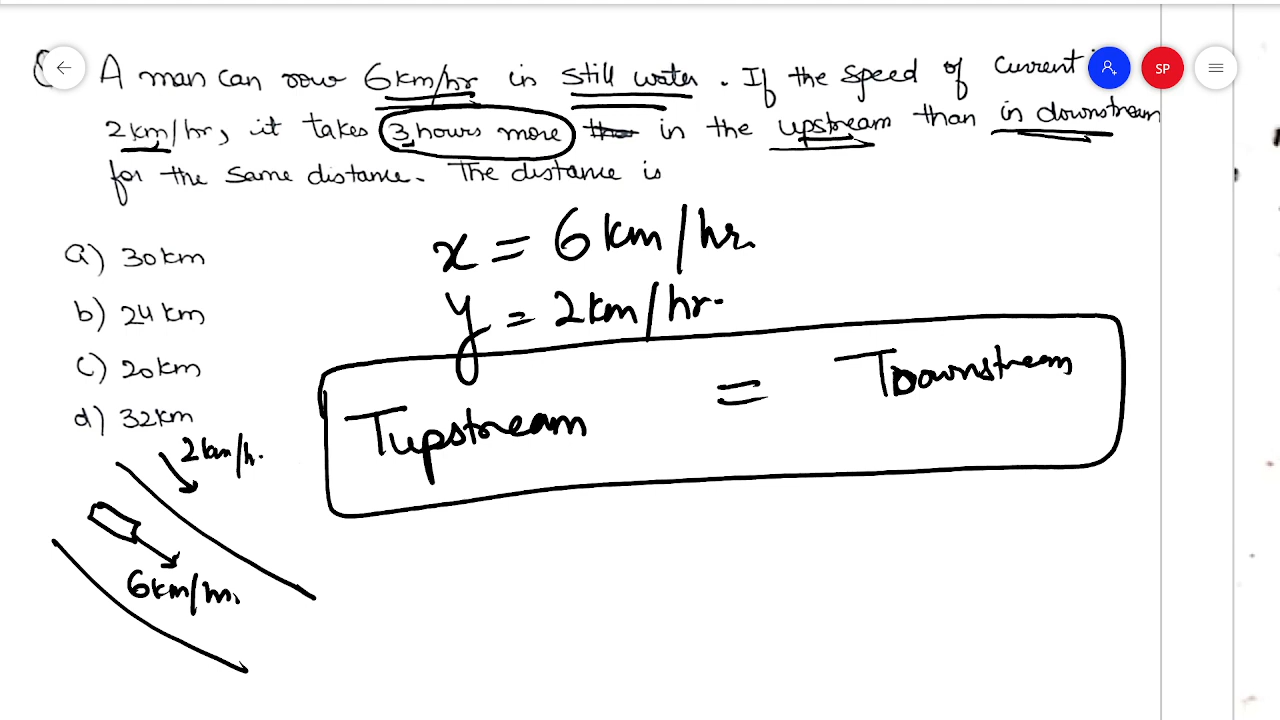 A man can row 6km/hr in still water. If the speed of current
2km/hr, it takes 3 hours more in the upstream than in downstream
for the same distance. The distance is
a) 30km
b) 24km
c) 20km
d) 32km
x = 6km/hr.
y = 2km/hr.
Tupstream = TDownstream
2km/h.
6km/hr.
SP